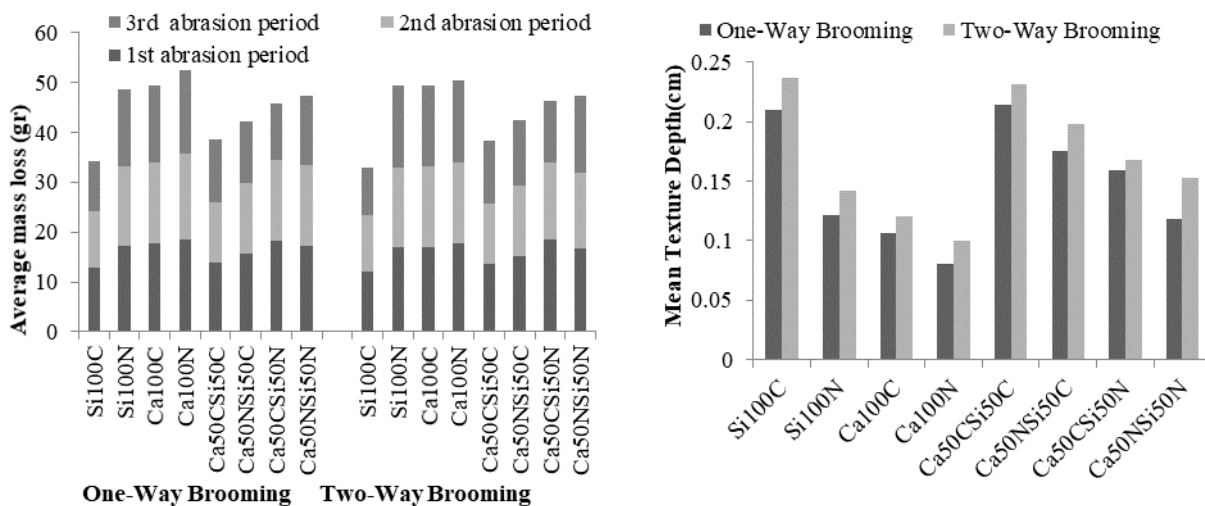 3rd abrasion period 2nd abrasion period
1st abrasion period
Average mass loss (gr)
60
50
40
30
20
10
0
Si100C
Si100N
Ca100C
Ca100N
Ca50CSi50C
Ca50NSi50C
Ca50CSi50N
Ca50NSi50N
Si100C
Si100N
Ca100C
Ca100N
Ca50CSi50C
Ca50NSi50C
Ca50CSi50N
Ca50NSi50N
One-Way Brooming Two-Way Brooming
One-Way Brooming Two-Way Brooming
Mean Texture Depth(cm)
0.25
0.2
0.15
0.1
0.05
0
Si100C
Si100N
Ca100C
Ca100N
Ca50CSi50C
Ca50NSi50C
Ca50CSi50N
Ca50NSi50N